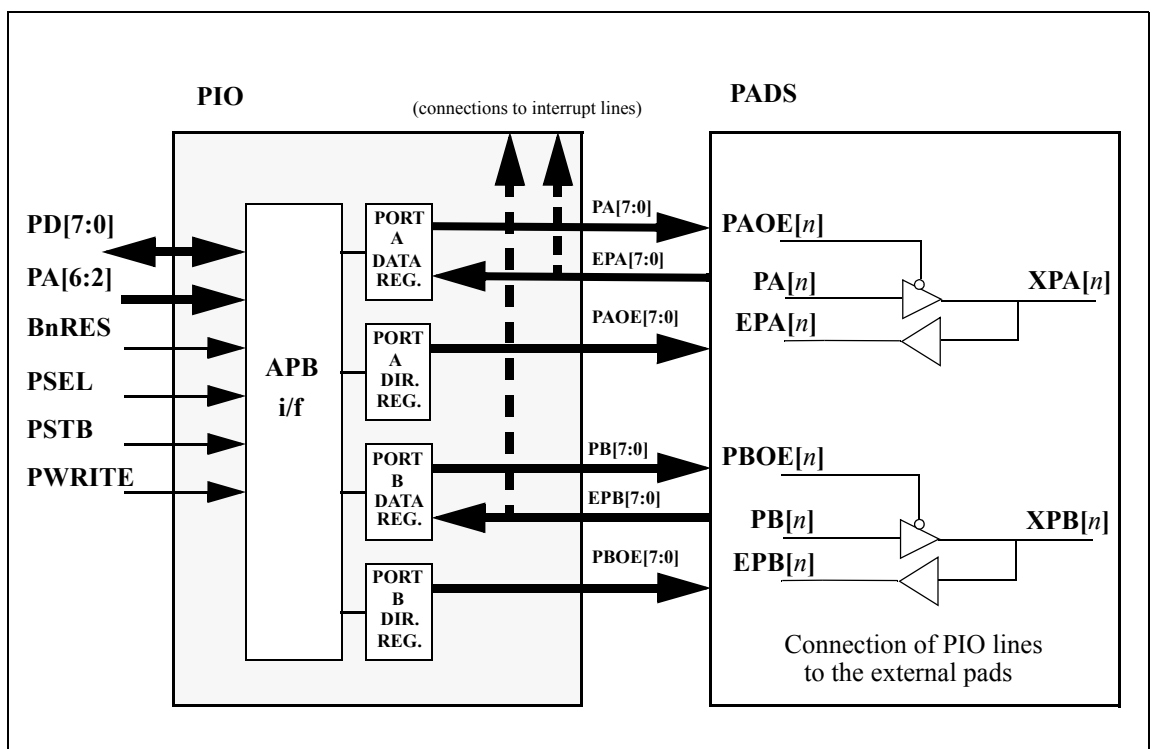 PIO
(connections to interrupt lines)
PADS
PD[7:0]
PA[6:2]
BnRES
PSEL
PSTB
PWRITE
APB
i/f
PORT
A
DATA
REG.
PORT
A
DIR.
REG.
PORT
B
DATA
REG.
PORT
B
DIR.
REG.
PA[7:0]
EPA[7:0]
PAOE[7:0]
PB[7:0]
EPB[7:0]
PBOE[7:0]
PAOE[n]
PA[n]
XPA[n]
EPA[n]
PBOE[n]
PB[n]
XPB[n]
EPB[n]
Connection of PIO lines
to the external pads